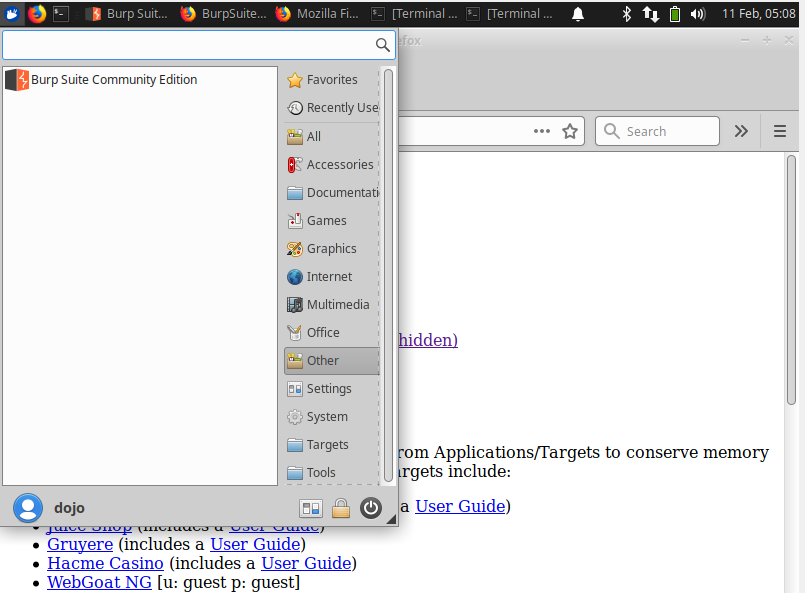 Burp Suit...
BurpSuite...
Mozilla Fi...
[Terminal ...
[Terminal ...
11 Feb, 05:08
efox
Burp Suite Community Edition
Favorites
Recently Use
All
Accessories
Documentati
Games
Graphics
Internet
Multimedia
Office
Other
Settings
System
Targets
Tools
dojo
Search
hidden)
rom Applications/Targets to conserve memory
argets include:
a User Guide)
Juice Shop (includes a User Guide)
Gruyere (includes a User Guide)
Hacme Casino (includes a User Guide)
WebGoat NG [u: guest p: guest]